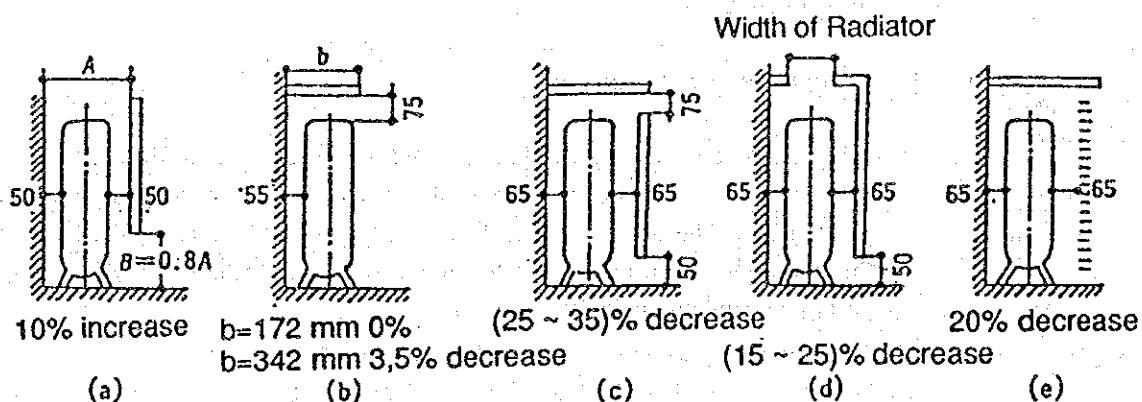 Width of Radiator
A
b
75
75
50
50
55
65
65
65
65
65
65
B=0.8A
50
50
10% increase
b=172 mm 0%
b=342 mm 3,5% decrease
(25 ~ 35)% decrease
(15 ~ 25)% decrease
20% decrease
(a)
(b)
(c)
(d)
(e)